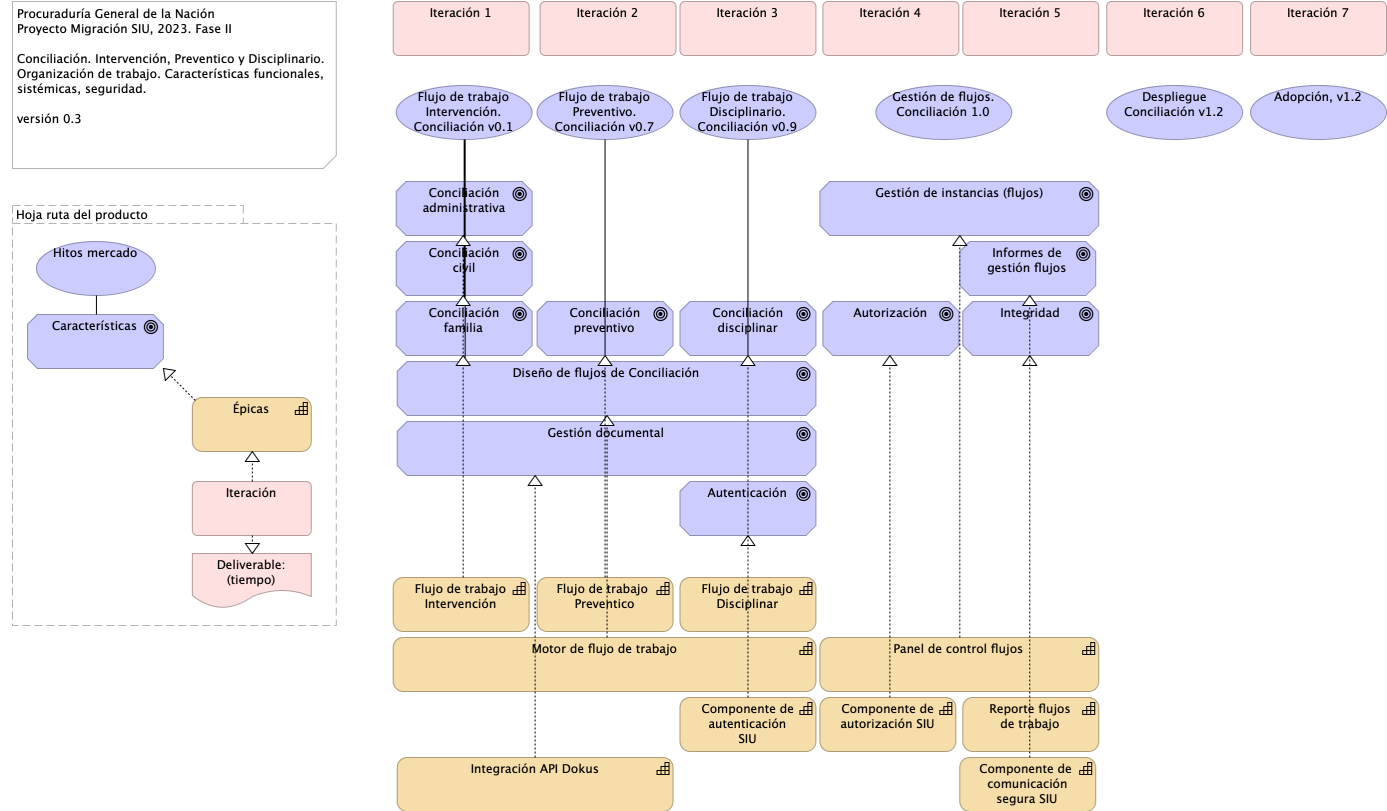 Procuraduría General de la Nación
Proyecto Migración SIU, 2023. Fase II
Conciliación. Intervención, Preventico y Disciplinario.
Organización de trabajo. Características funcionales,
sistémicas, seguridad.
versión 0.3
Hoja ruta del producto
Hitos mercado
Características
Épicas
Iteración
Deliverable:
(tiempo)
Iteración 1
Iteración 2
Iteración 3
Iteración 4
Iteración 5
Iteración 6
Iteración 7
Flujo de trabajo
Intervención.
Conciliación v0.1
Flujo de trabajo
Preventivo.
Conciliación v0.7
Flujo de trabajo
Disciplinario.
Conciliación v0.9
Gestión de flujos.
Conciliación 1.0
Despliegue
Conciliación v1.2
Adopción, v1.2
Conciliación
administrativa
Gestión de instancias (flujos)
Conciliación
civil
Informes de
gestión flujos
Conciliación
familia
Conciliación
preventivo
Conciliación
disciplinar
Autorización
Integridad
Diseño de flujos de Conciliación
Gestión documental
Autenticación
Flujo de trabajo
Intervención
Flujo de trabajo
Preventico
Flujo de trabajo
Disciplinar
Motor de flujo de trabajo
Panel de control flujos
Componente de
autenticación
SIU
Componente de
autorización SIU
Reporte flujos
de trabajo
Integración API Dokus
Componente de
comunicación
segura SIU